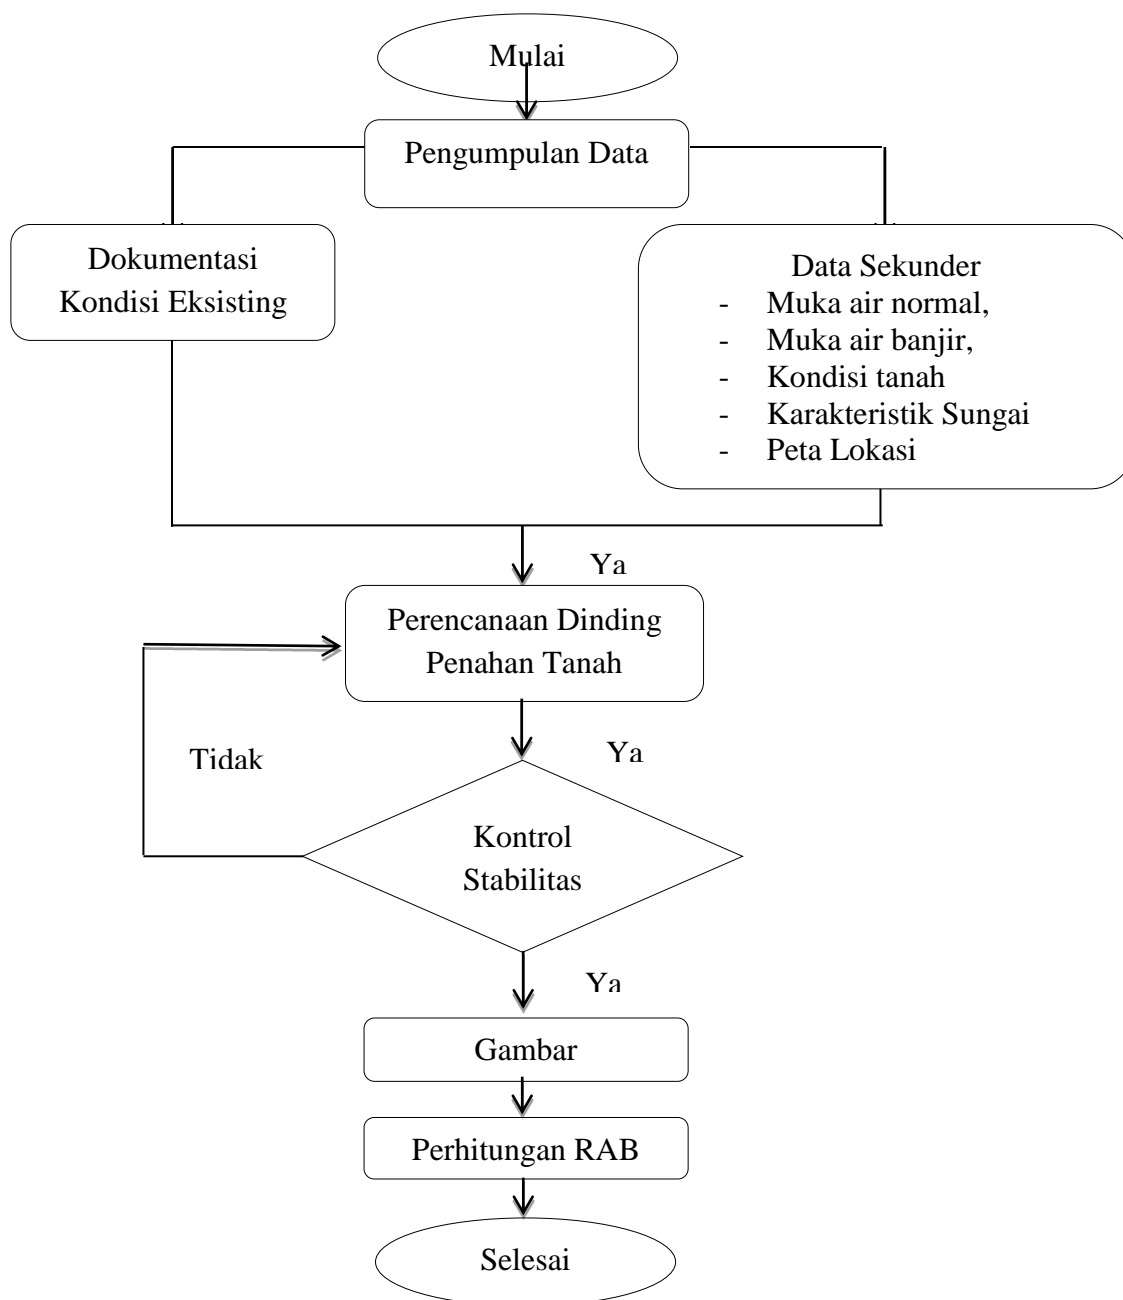 Mulai
Pengumpulan Data
Dokumentasi
Kondisi Eksisting
Data Sekunder
- Muka air normal,
- Muka air banjir,
- Kondisi tanah
- Karakteristik Sungai
- Peta Lokasi
Ya
Perencanaan Dinding
Penahan Tanah
Tidak
Ya
Kontrol
Stabilitas
Ya
Gambar
Perhitungan RAB
Selesai